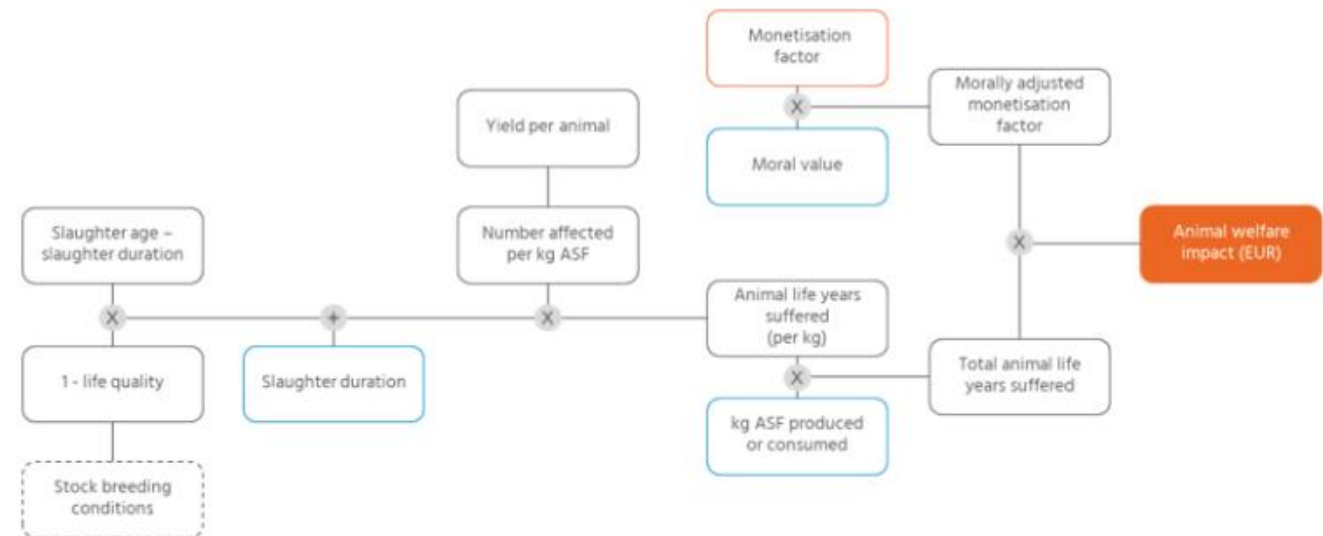 Monetisation
factor
X
Moral value
Morally adjusted
monetisation
factor
Yield per animal
Number affected
per kg ASF
Slaughter age –
slaughter duration
X
1 - life quality
Stock breeding
conditions
+
Slaughter duration
X
Animal life years
suffered
(per kg)
X
kg ASF produced
or consumed
Total animal life
years suffered
X
Animal welfare
impact (EUR)